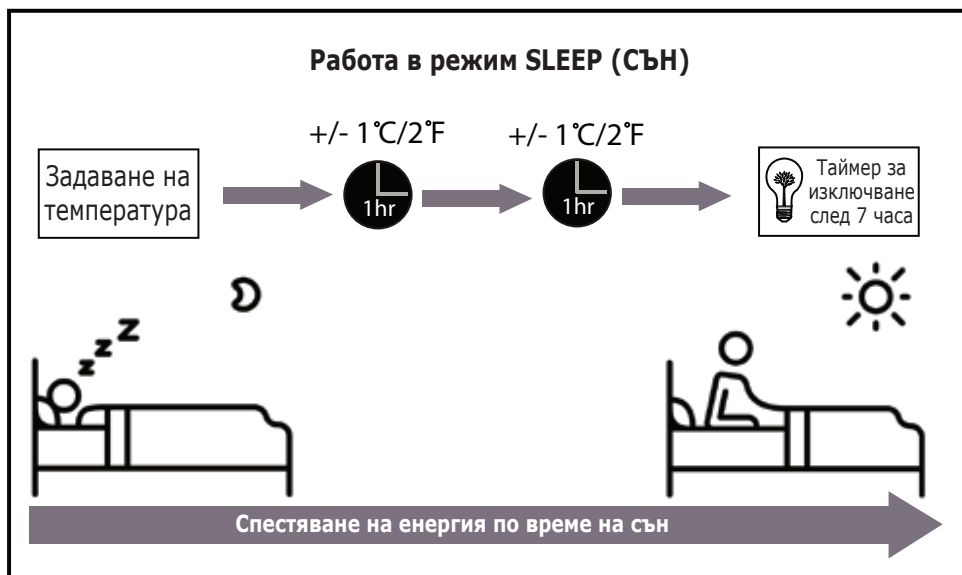 Работа в режим SLEEP (СЪН)
+/- 1°C/2°F
+/- 1°C/2°F
Задаване на
температура
1hr
1hr
Таймер за
изключване
след 7 часа
z z Z
Спестяване на енергия по време на сън